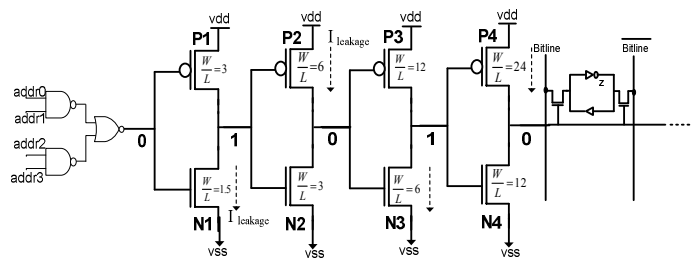 vdd vdd vdd vdd
P1 P2 I leakage P3 P4
Bitline Bitline
W/L =3 W/L =6 W/L =12 W/L =24
z
addr0
addr1
addr2
addr3
0 1 0 1 0
W/L =1.5 W/L =3 W/L =6 W/L =12
N1 I leakage N2 N3 N4
vss vss vss vss